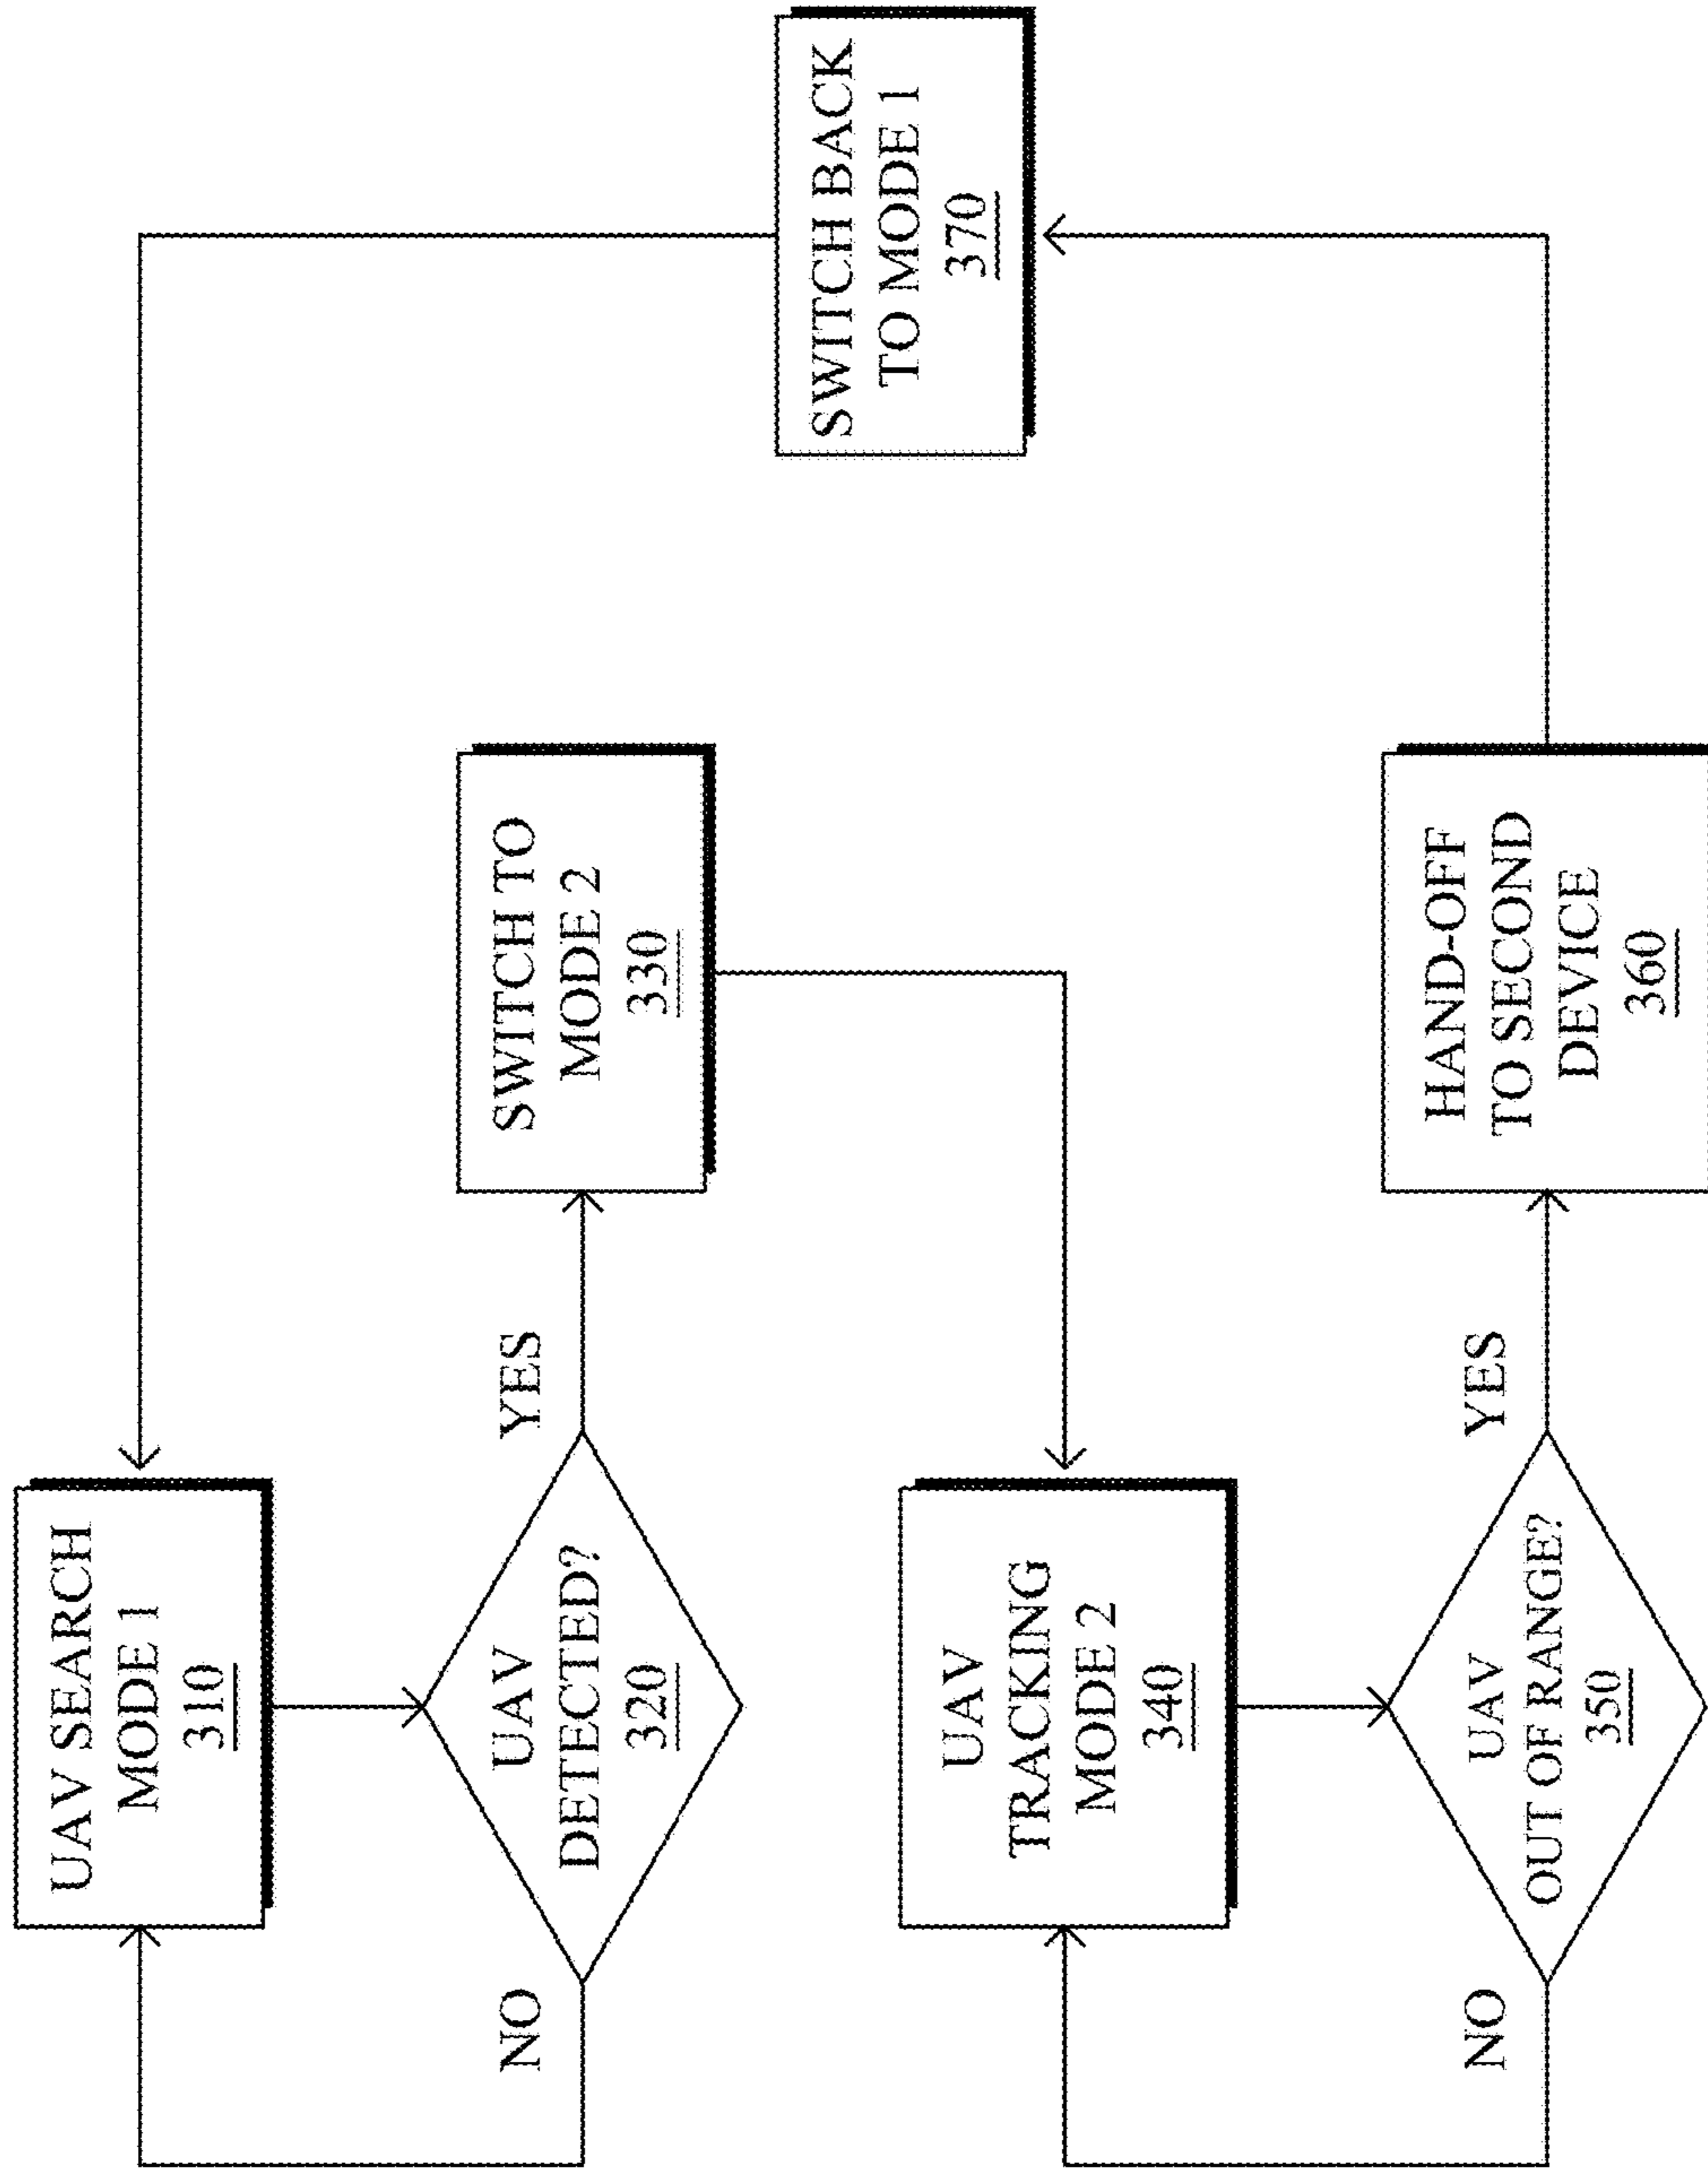 UAV SEARCH
MODE 1
310
UAV
DETECTED?
320
NO
YES
SWITCH TO
MODE 2
330
UAV
TRACKING
MODE 2
340
UAV
OUT OF RANGE?
350
NO
YES
HAND-OFF
TO SECOND
DEVICE
360
SWITCH BACK
TO MODE 1
370